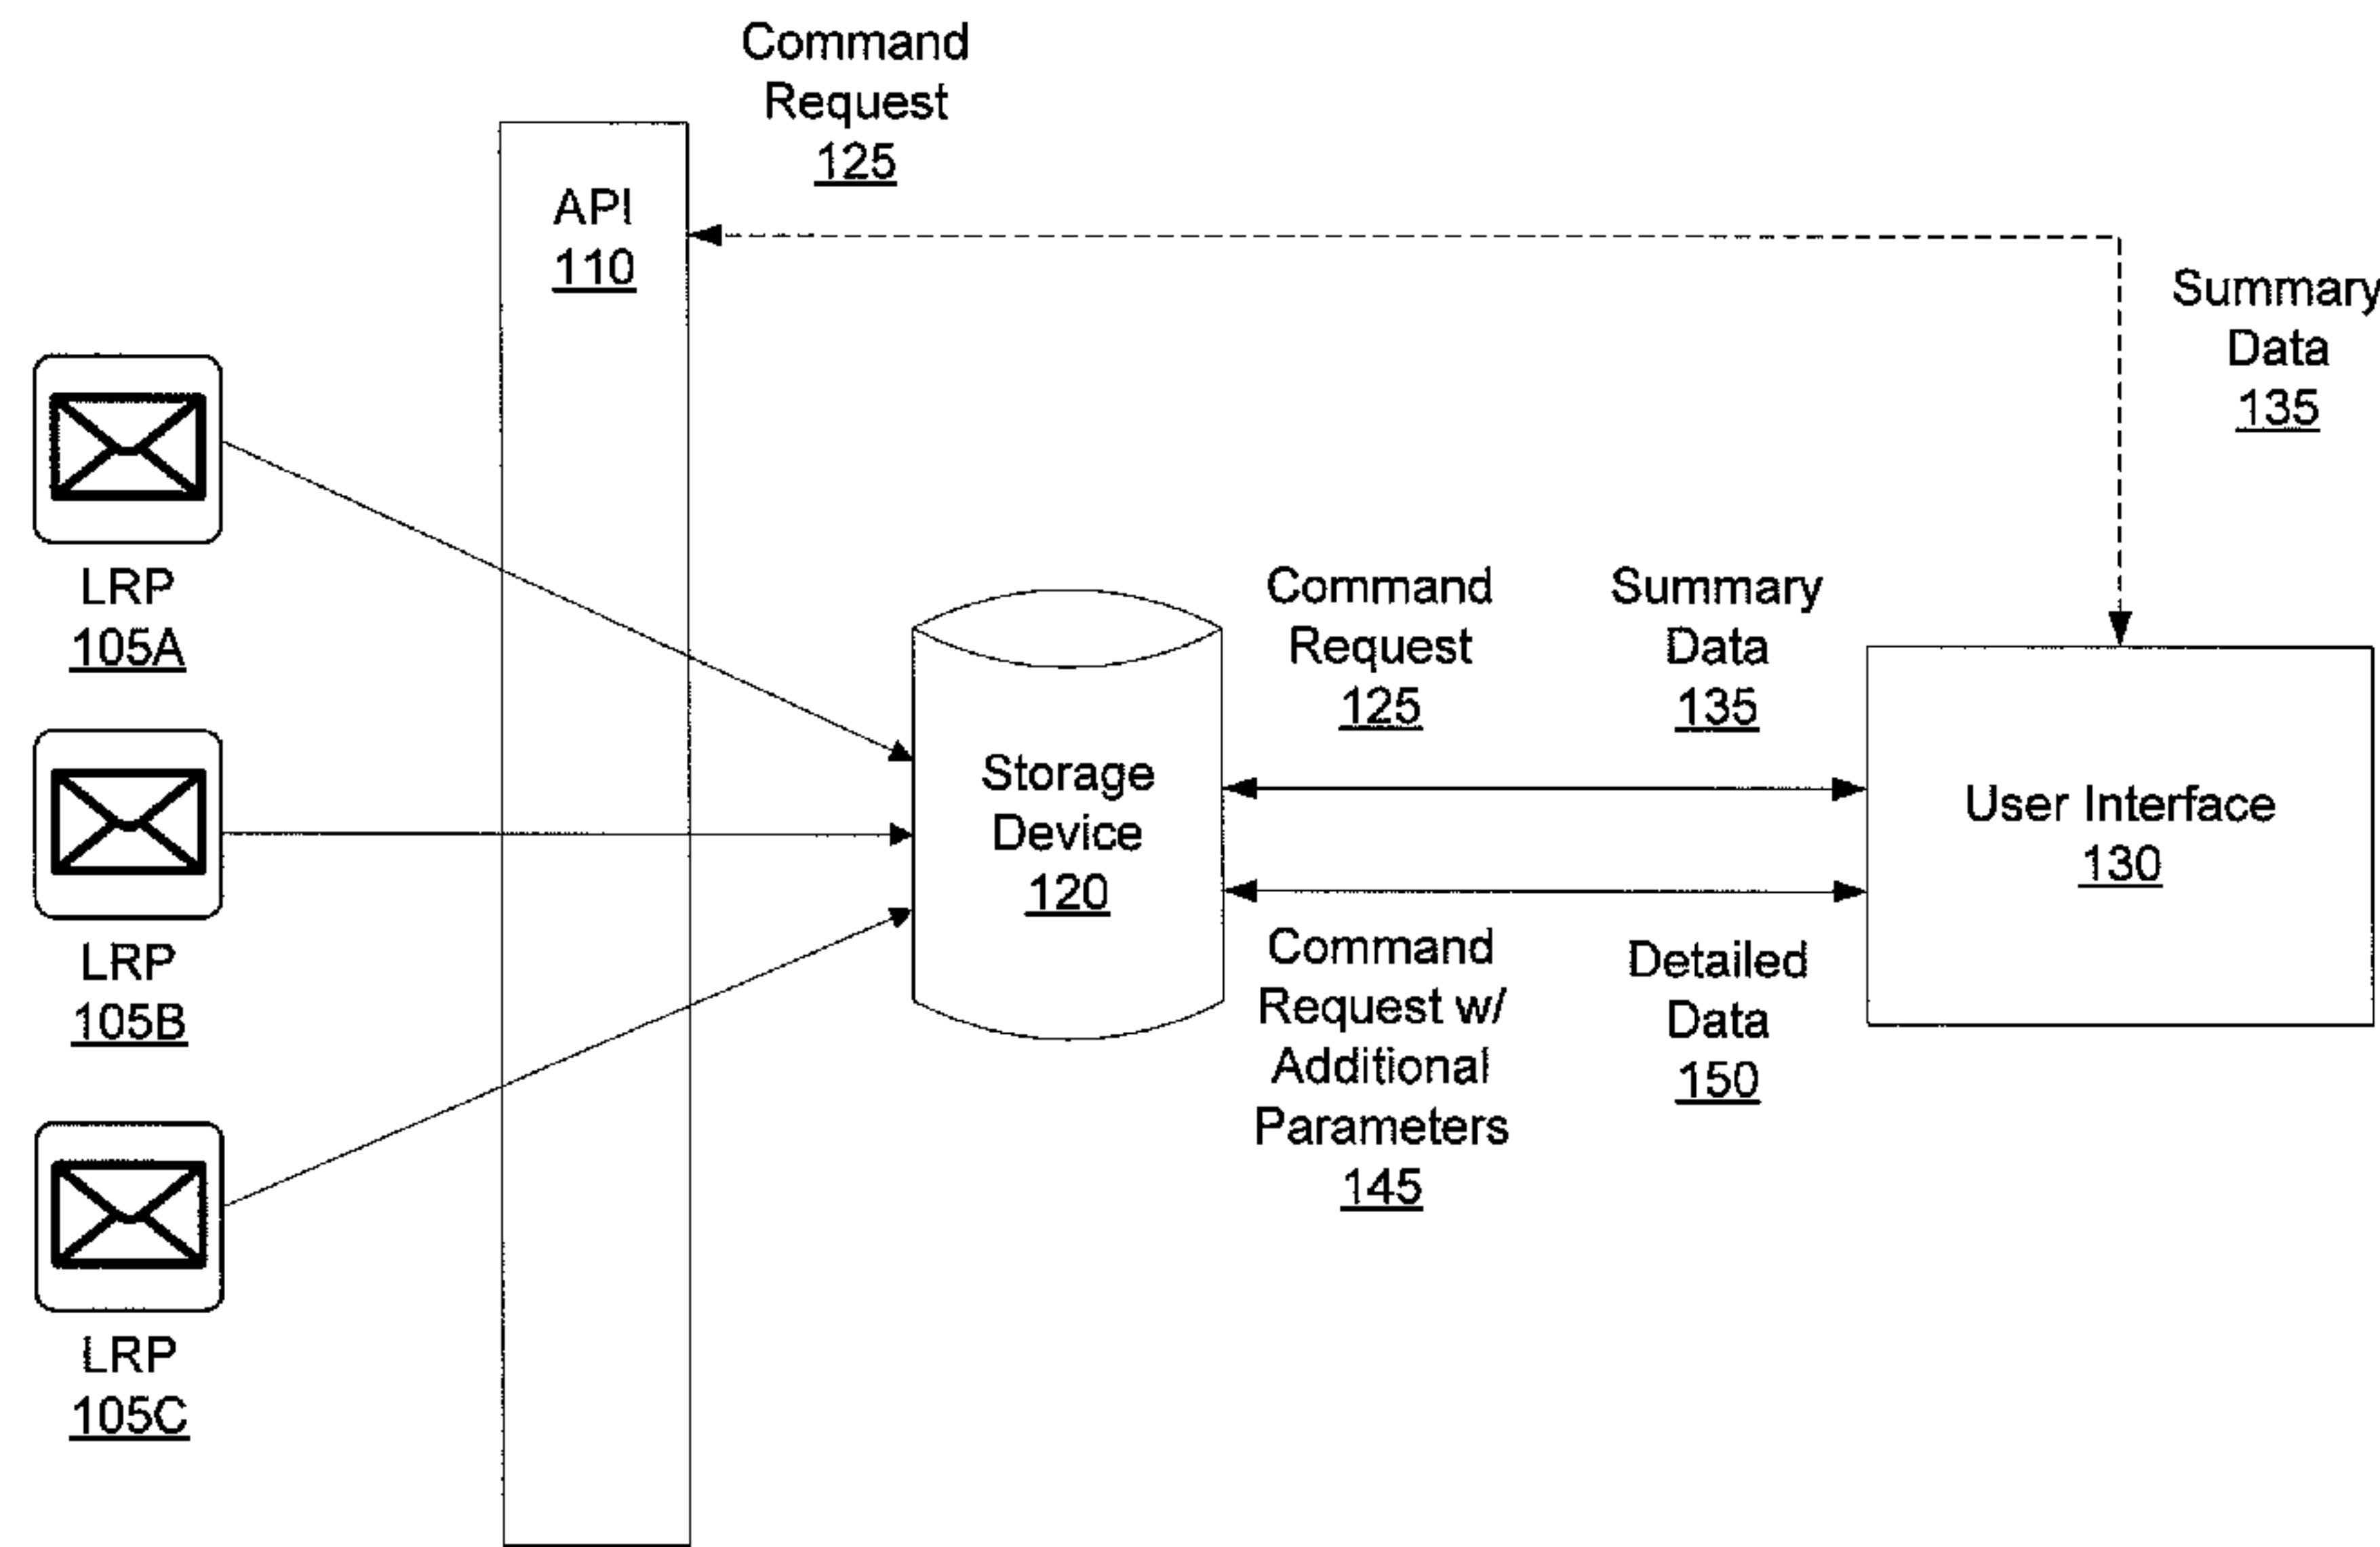 Command
Request
125
API
110
Summary
Data
135
LRP
105A
Command
Request
125
Summary
Data
135
Storage
Device
120
User Interface
130
LRP
105B
Command
Request w/
Additional
Parameters
145
Detailed
Data
150
LRP
105C